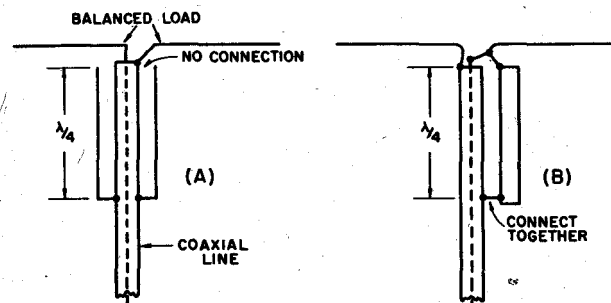 BALANCED LOAD
NO CONNECTION
λ/4
λ/4
(A)
(B)
COAXIAL
LINE
CONNECT
TOGETHER